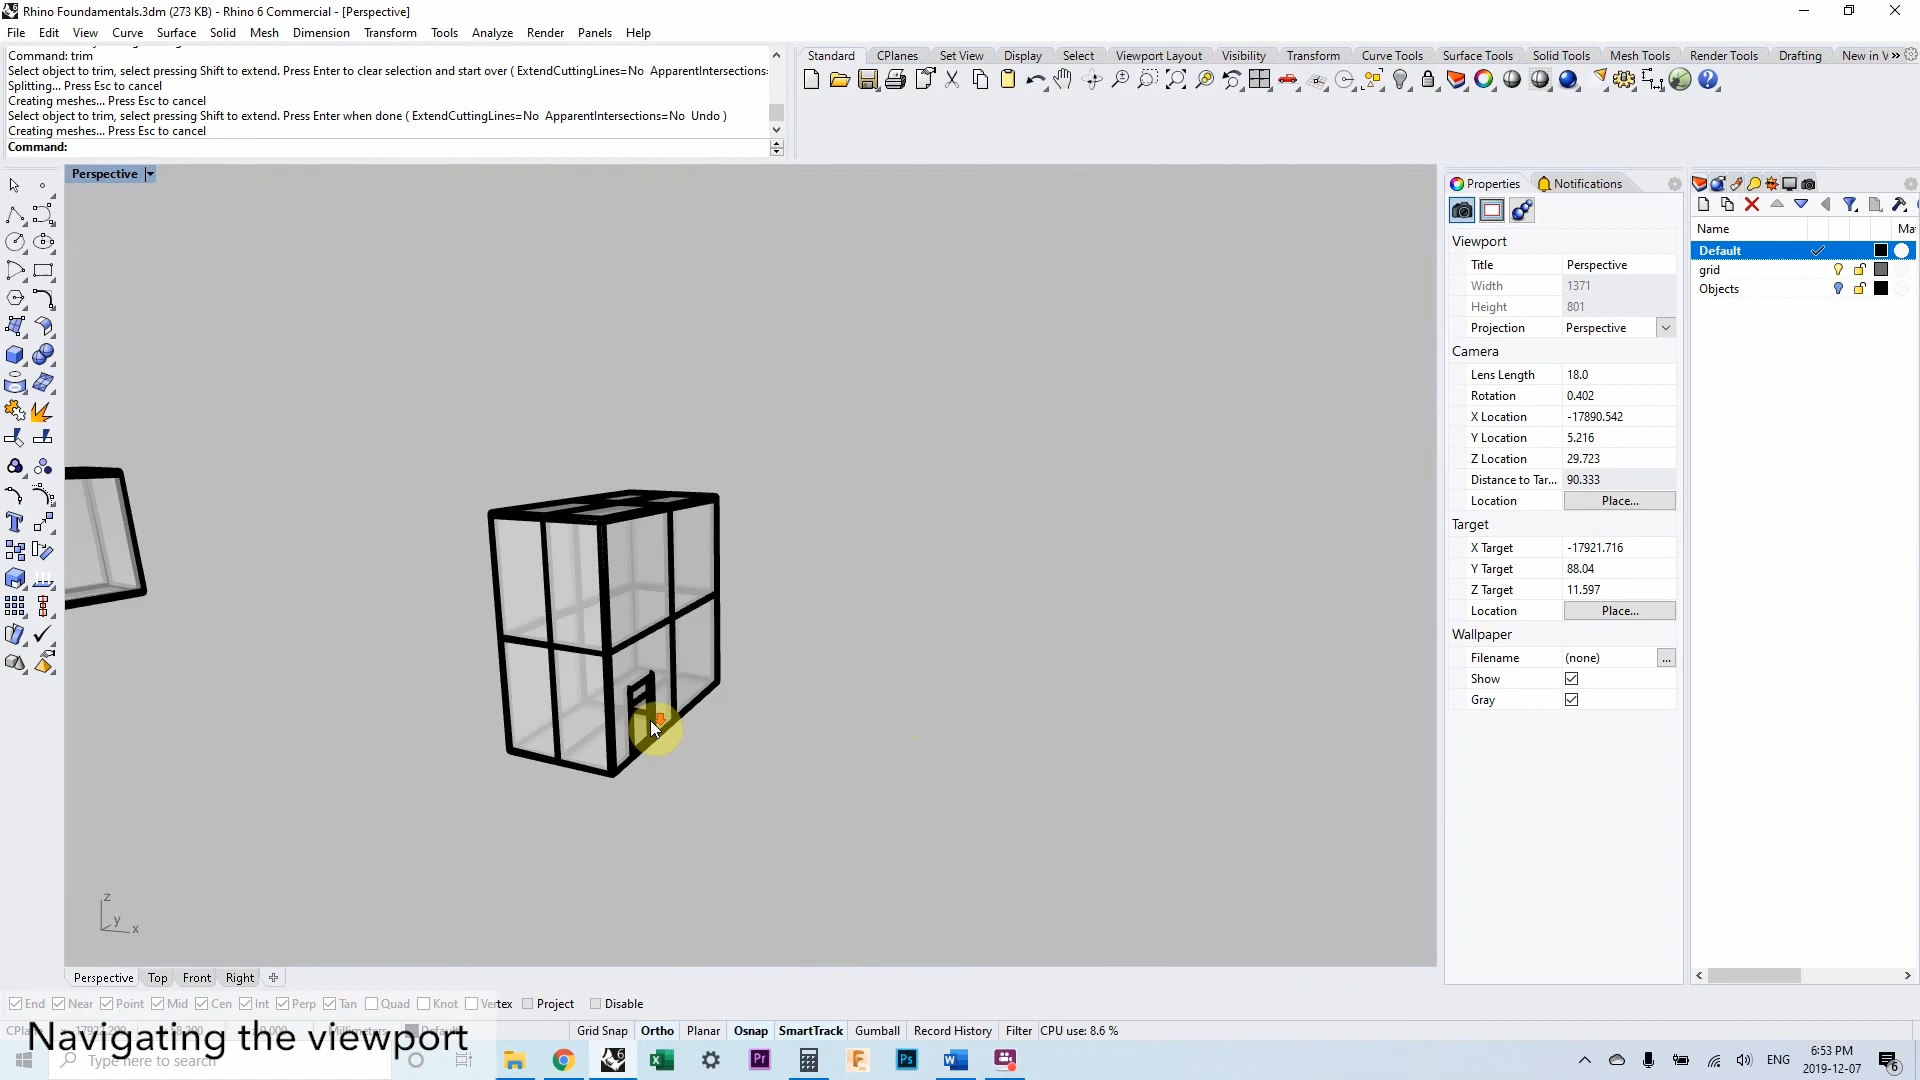 Rhino Foundamentals.3dm (273 KB) - Rhino 6 Commercial - [Perspective]
File Edit View Curve Surface Solid Mesh Dimension Transform Tools Analyze Render Panels Help
Command: trim
Select object to trim, select pressing Shift to extend. Press Enter to clear selection and start over ( ExtendCuttingLines=No ApparentIntersections=
Splitting... Press Esc to cancel
Creating meshes... Press Esc to cancel
Select object to trim, select pressing Shift to extend. Press Enter when done ( ExtendCuttingLines=No ApparentIntersections=No Undo )
Creating meshes... Press Esc to cancel
Command:
Standard CPlanes Set View Display Select Viewport Layout Visibility Transform Curve Tools Surface Tools Solid Tools Mesh Tools Render Tools Drafting New in V
Perspective
z
y
x
Properties Notifications
Viewport
Title Perspective
Width 1371
Height 801
Projection Perspective
Camera
Lens Length 18.0
Rotation 0.402
X Location -17890.542
Y Location 5.216
Z Location 29.723
Distance to Tar... 90.333
Location Place...
Target
X Target -17921.716
Y Target 88.04
Z Target 11.597
Location Place...
Wallpaper
Filename (none) ...
Show
Gray
Name Ma
Default
grid
Objects
Perspective Top Front Right
End Near Point Mid Cen Int Perp Tan Quad Knot Vertex Project Disable
Grid Snap Ortho Planar Osnap SmartTrack Gumball Record History Filter CPU use: 8.6 %
Navigating the viewport
Type here to search
ENG
6:53 PM
2019-12-07
6